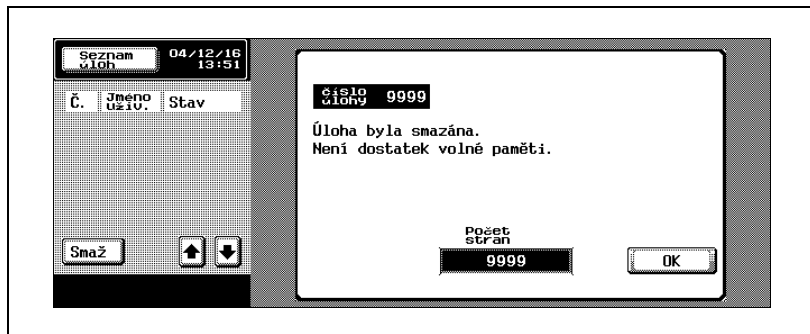 Seznam
úloh
04/12/16
13:51
Č.
Jméno
uživ.
Stav
Smaž
číslo
úlohy
9999
Úloha byla smazána.
Není dostatek volné paměti.
Počet
stran
9999
OK